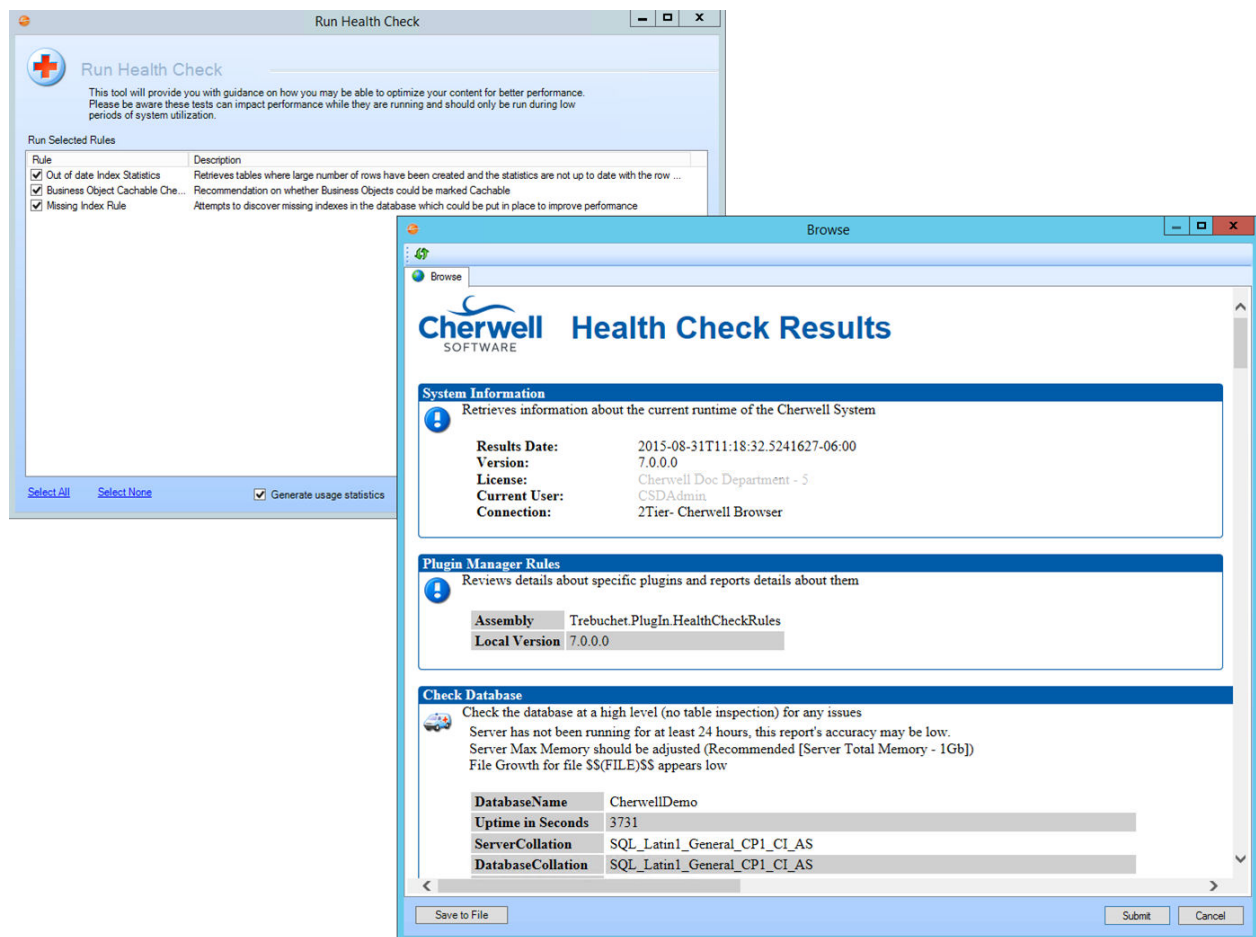 Run Health Check
Run Health Check
This tool will provide you with guidance on how you may be able to optimize your content for better performance.
Please be aware these tests can impact performance while they are running and should only be run during low
periods of system utilization.
Run Selected Rules
Rule Description
Out of date Index Statistics Retrieves tables where large number of rows have been created and the statistics are not up to date with the row ...
Business Object Cachable Che... Recommendation on whether Business Objects could be marked Cachable
Missing Index Rule Attempts to discover missing indexes in the database which could be put in place to improve performance
Select All Select None Generate usage statistics
Browse
Browse
Cherwell
SOFTWARE
Health Check Results
System Information
Retrieves information about the current runtime of the Cherwell System
Results Date: 2015-08-31T11:18:32.5241627-06:00
Version: 7.0.0.0
License: Cherwell Doc Department - 5
Current User: CSDAdmin
Connection: 2Tier- Cherwell Browser
Plugin Manager Rules
Reviews details about specific plugins and reports details about them
Assembly Trebuchet.PlugIn.HealthCheckRules
Local Version 7.0.0.0
Check Database
Check the database at a high level (no table inspection) for any issues
Server has not been running for at least 24 hours, this report's accuracy may be low.
Server Max Memory should be adjusted (Recommended [Server Total Memory - 1Gb])
File Growth for file $$(FILE)$$ appears low
DatabaseName CherwellDemo
Uptime in Seconds 3731
ServerCollation SQL_Latin1_General_CP1_CI_AS
DatabaseCollation SQL_Latin1_General_CP1_CI_AS
Save to File Submit Cancel